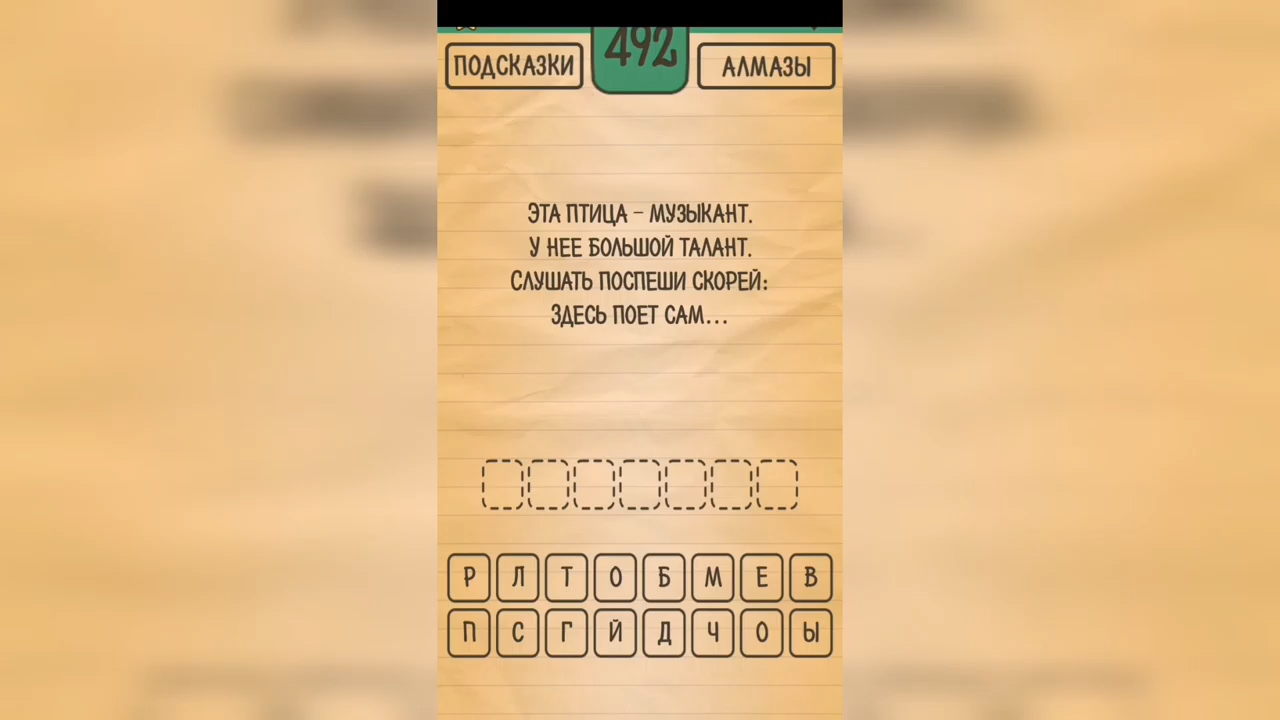 ПОДСКАЗКИ 492 АЛМАЗЫ
ЭТА ПТИЦА - МУЗЫКАНТ.
У НЕЕ БОЛЬШОЙ ТАЛАНТ.
СЛУШАТЬ ПОСПЕШИ СКОРЕЙ:
ЗДЕСЬ ПОЕТ САМ...
Р Л Т О Б М Е В
П С Г Й Д Ч О Ы